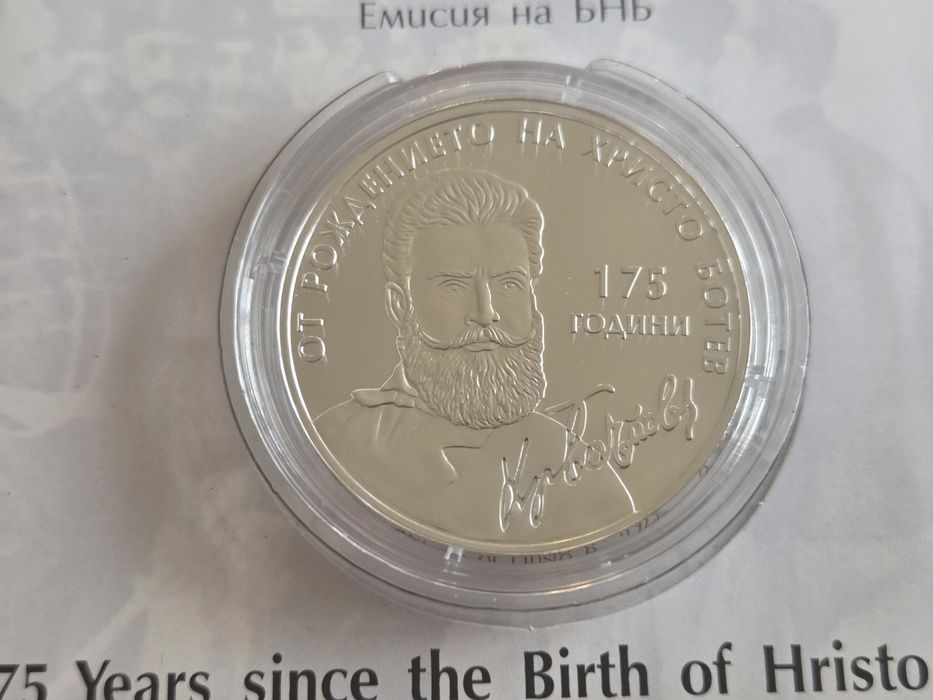 Емисия на БНБ
ОТ РОЖДЕНИЕТО НА ХРИСТО БОТЕВ
175
ГОДИНИ
75 Years since the Birth of Hristo